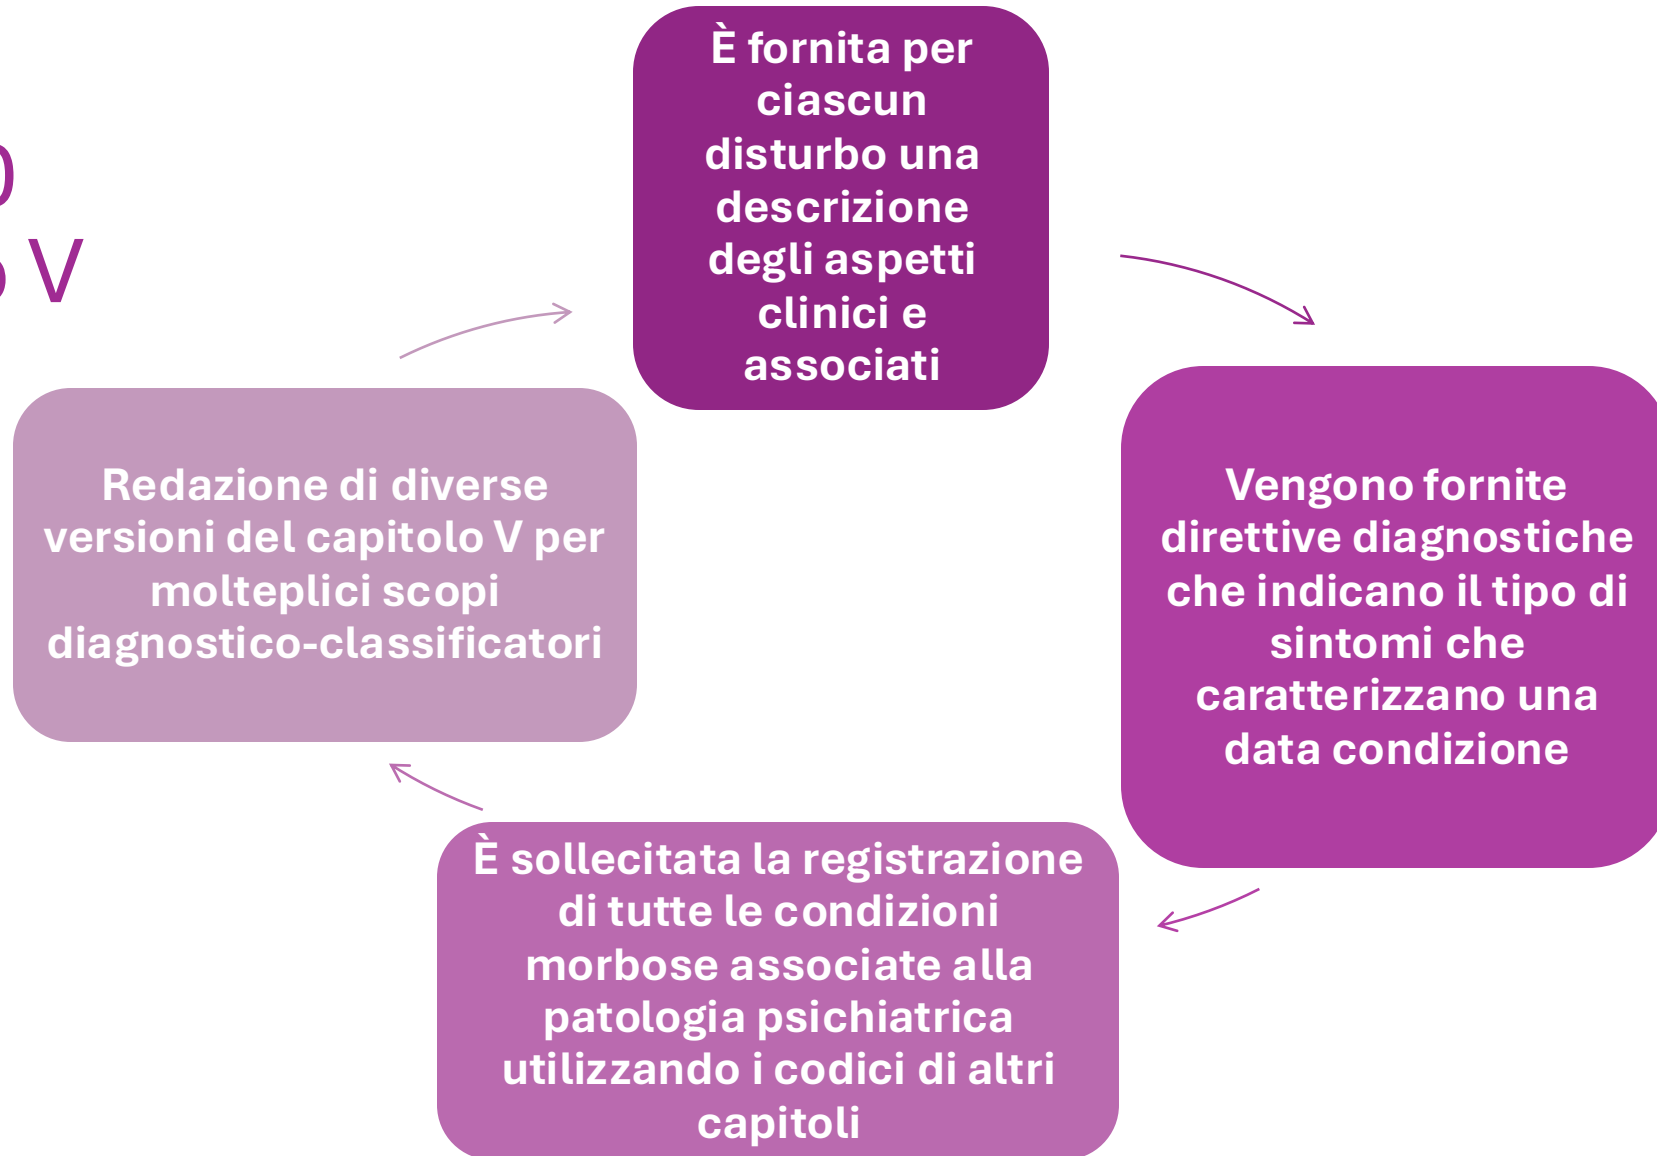 V
È fornita per
ciascun
disturbo una
descrizione
degli aspetti
clinici e
associati
Vengono fornite
direttive diagnostiche
che indicano il tipo di
sintomi che
caratterizzano una
data condizione
È sollecitata la registrazione
di tutte le condizioni
morbose associate alla
patologia psichiatrica
utilizzando i codici di altri
capitoli
Redazione di diverse
versioni del capitolo V per
molteplici scopi
diagnostico-classificatori